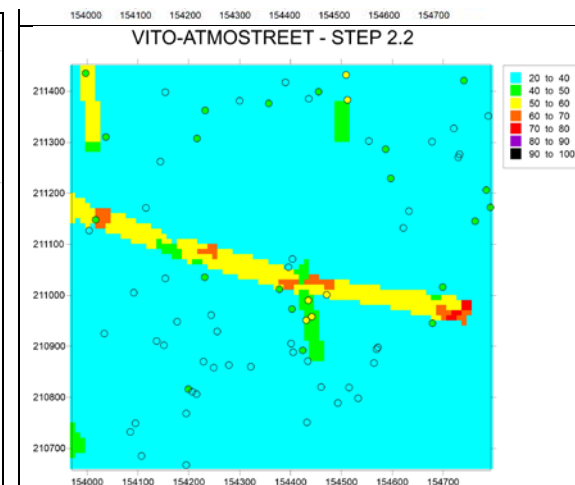 154000 154100 154200 154300 154400 154500 154600 154700
VITO-ATMOSTREET - STEP 2.2
211400
211300
211200
211100
211000
210900
210800
210700
154000 154100 154200 154300 154400 154500 154600 154700
20 to 40
40 to 50
50 to 60
60 to 70
70 to 80
80 to 90
90 to 100